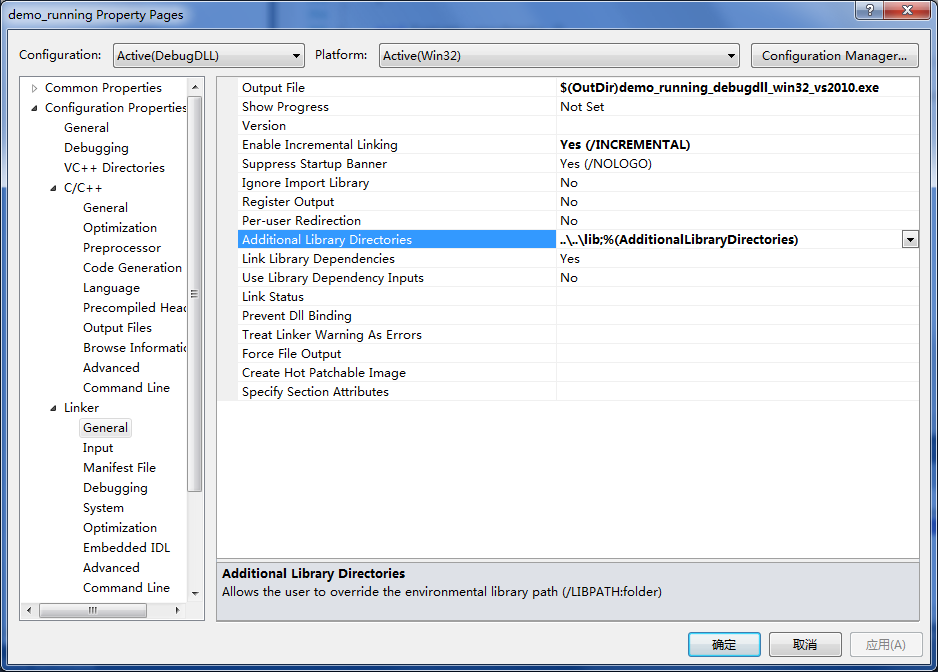 demo_running Property Pages
Configuration: Active(DebugDLL) Platform: Active(Win32) Configuration Manager...
Common Properties
Configuration Properties
General
Debugging
VC++ Directories
C/C++
General
Optimization
Preprocessor
Code Generation
Language
Precompiled Head
Output Files
Browse Informatio
Advanced
Command Line
Linker
General
Input
Manifest File
Debugging
System
Optimization
Embedded IDL
Advanced
Command Line
Output File $(OutDir)demo_running_debugdll_win32_vs2010.exe
Show Progress Not Set
Version
Enable Incremental Linking Yes (/INCREMENTAL)
Suppress Startup Banner Yes (/NOLOGO)
Ignore Import Library No
Register Output No
Per-user Redirection No
Additional Library Directories ..\..\lib;%(AdditionalLibraryDirectories)
Link Library Dependencies Yes
Use Library Dependency Inputs No
Link Status
Prevent Dll Binding
Treat Linker Warning As Errors
Force File Output
Create Hot Patchable Image
Specify Section Attributes
Additional Library Directories
Allows the user to override the environmental library path (/LIBPATH:folder)
确定 取消 应用(A)